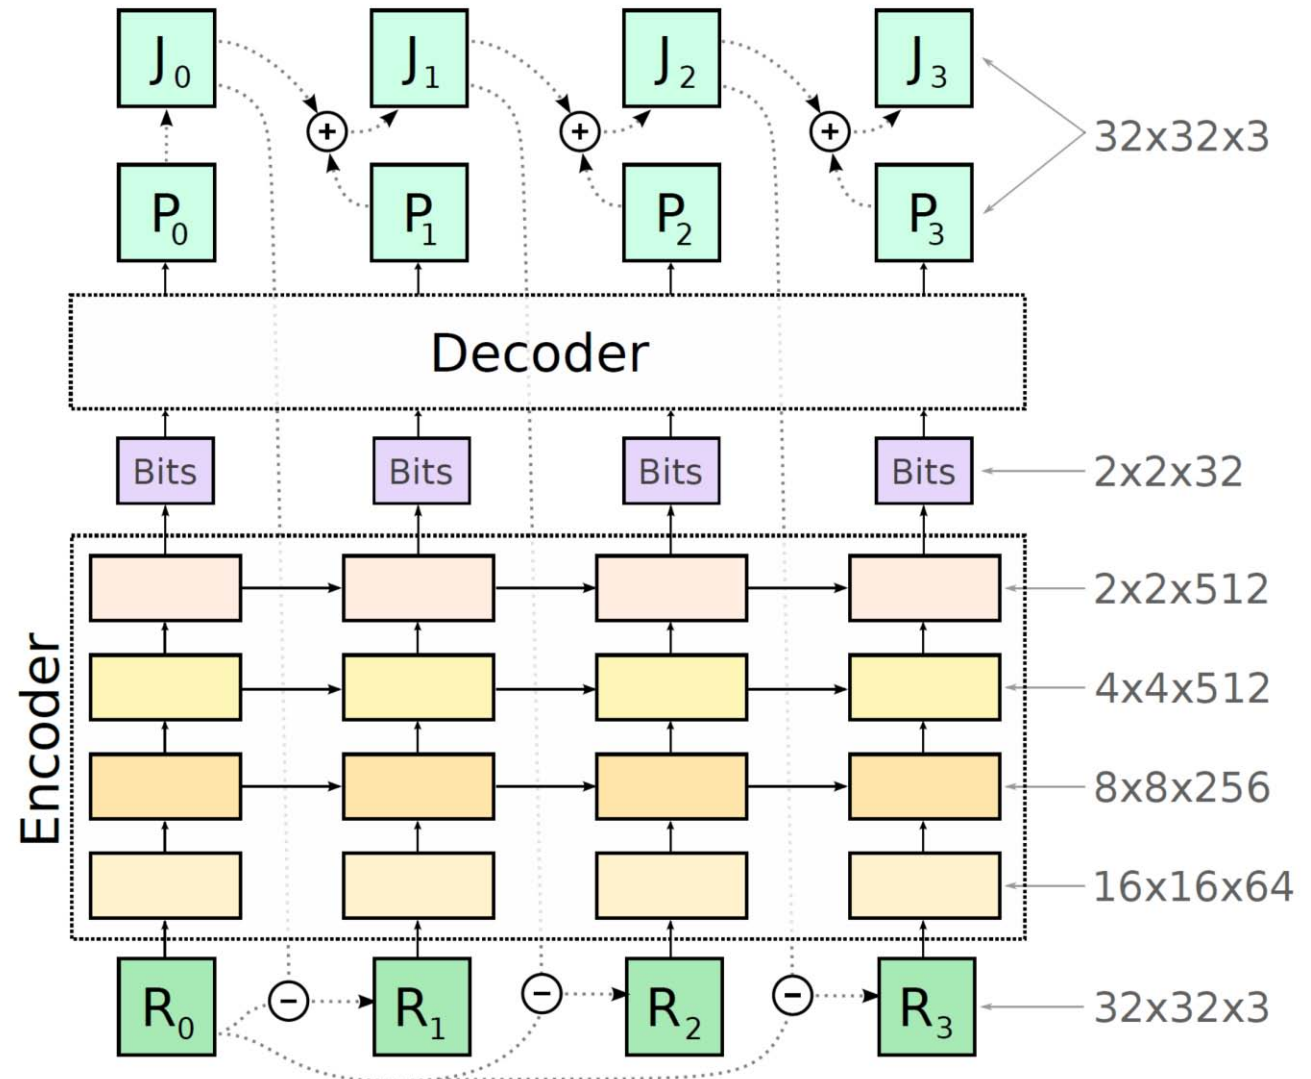 J0 J1 J2 J3
+ + +
32x32x3
P0 P1 P2 P3
Decoder
Bits Bits Bits Bits 2x2x32
Encoder
2x2x512
4x4x512
8x8x256
16x16x64
R0 - R1 - R2 - R3 32x32x3